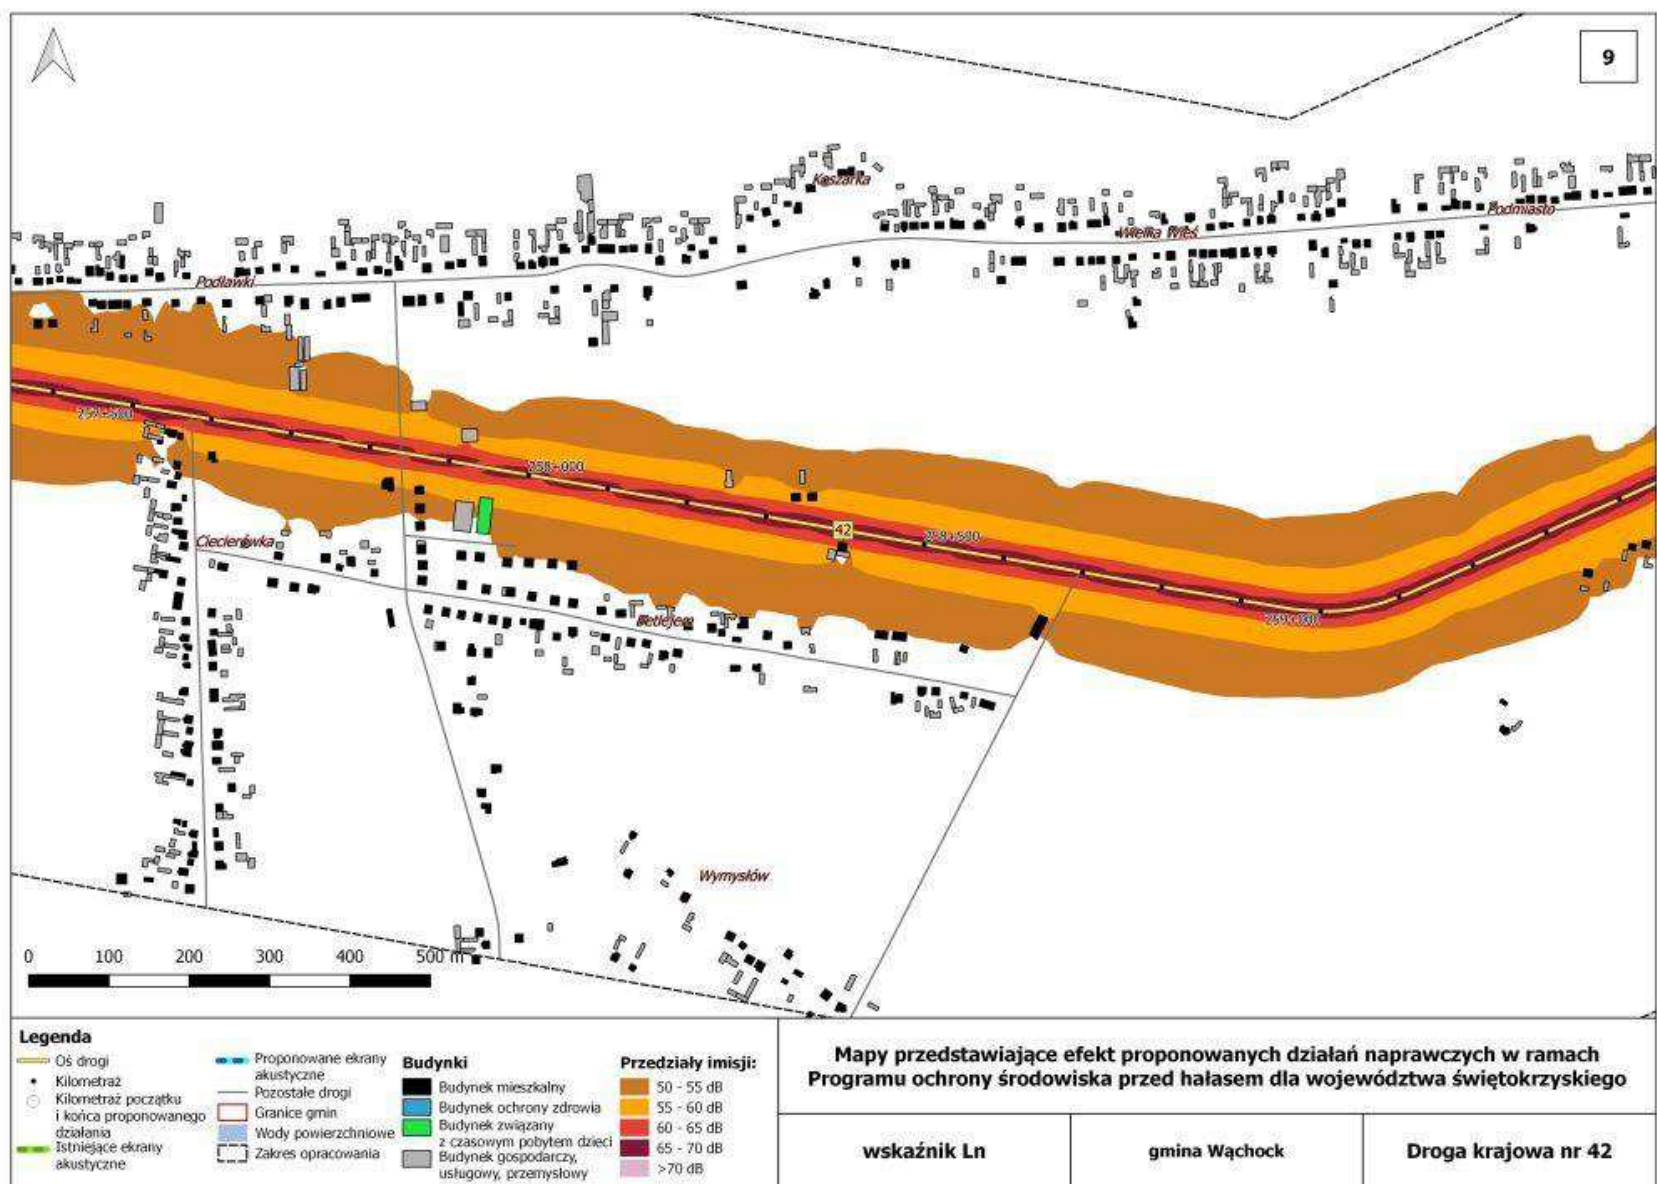 9
Kaszarka
Podmiasto
Wielka Wieś
Podławki
257+500
258+000
42
258+500
Ciecierówka
Betlejem
259+000
Wymysłów
0 100 200 300 400 500 m
Legenda
Oś drogi
Kilometraż
Kilometraż początku
i końca proponowanego
działania
Istniejące ekrany
akustyczne
Proponowane ekrany
akustyczne
Pozostałe drogi
Granice gmin
Wody powierzchniowe
Zakres opracowania
Budynki
Budynek mieszkalny
Budynek ochrony zdrowia
Budynek związany
z czasowym pobytem dzieci
Budynek gospodarczy,
usługowy, przemysłowy
Przedziały imisji:
50 - 55 dB
55 - 60 dB
60 - 65 dB
65 - 70 dB
>70 dB
Mapy przedstawiające efekt proponowanych działań naprawczych w ramach
Programu ochrony środowiska przed hałasem dla województwa świętokrzyskiego
wskaźnik Ln
gmina Wąchock
Droga krajowa nr 42